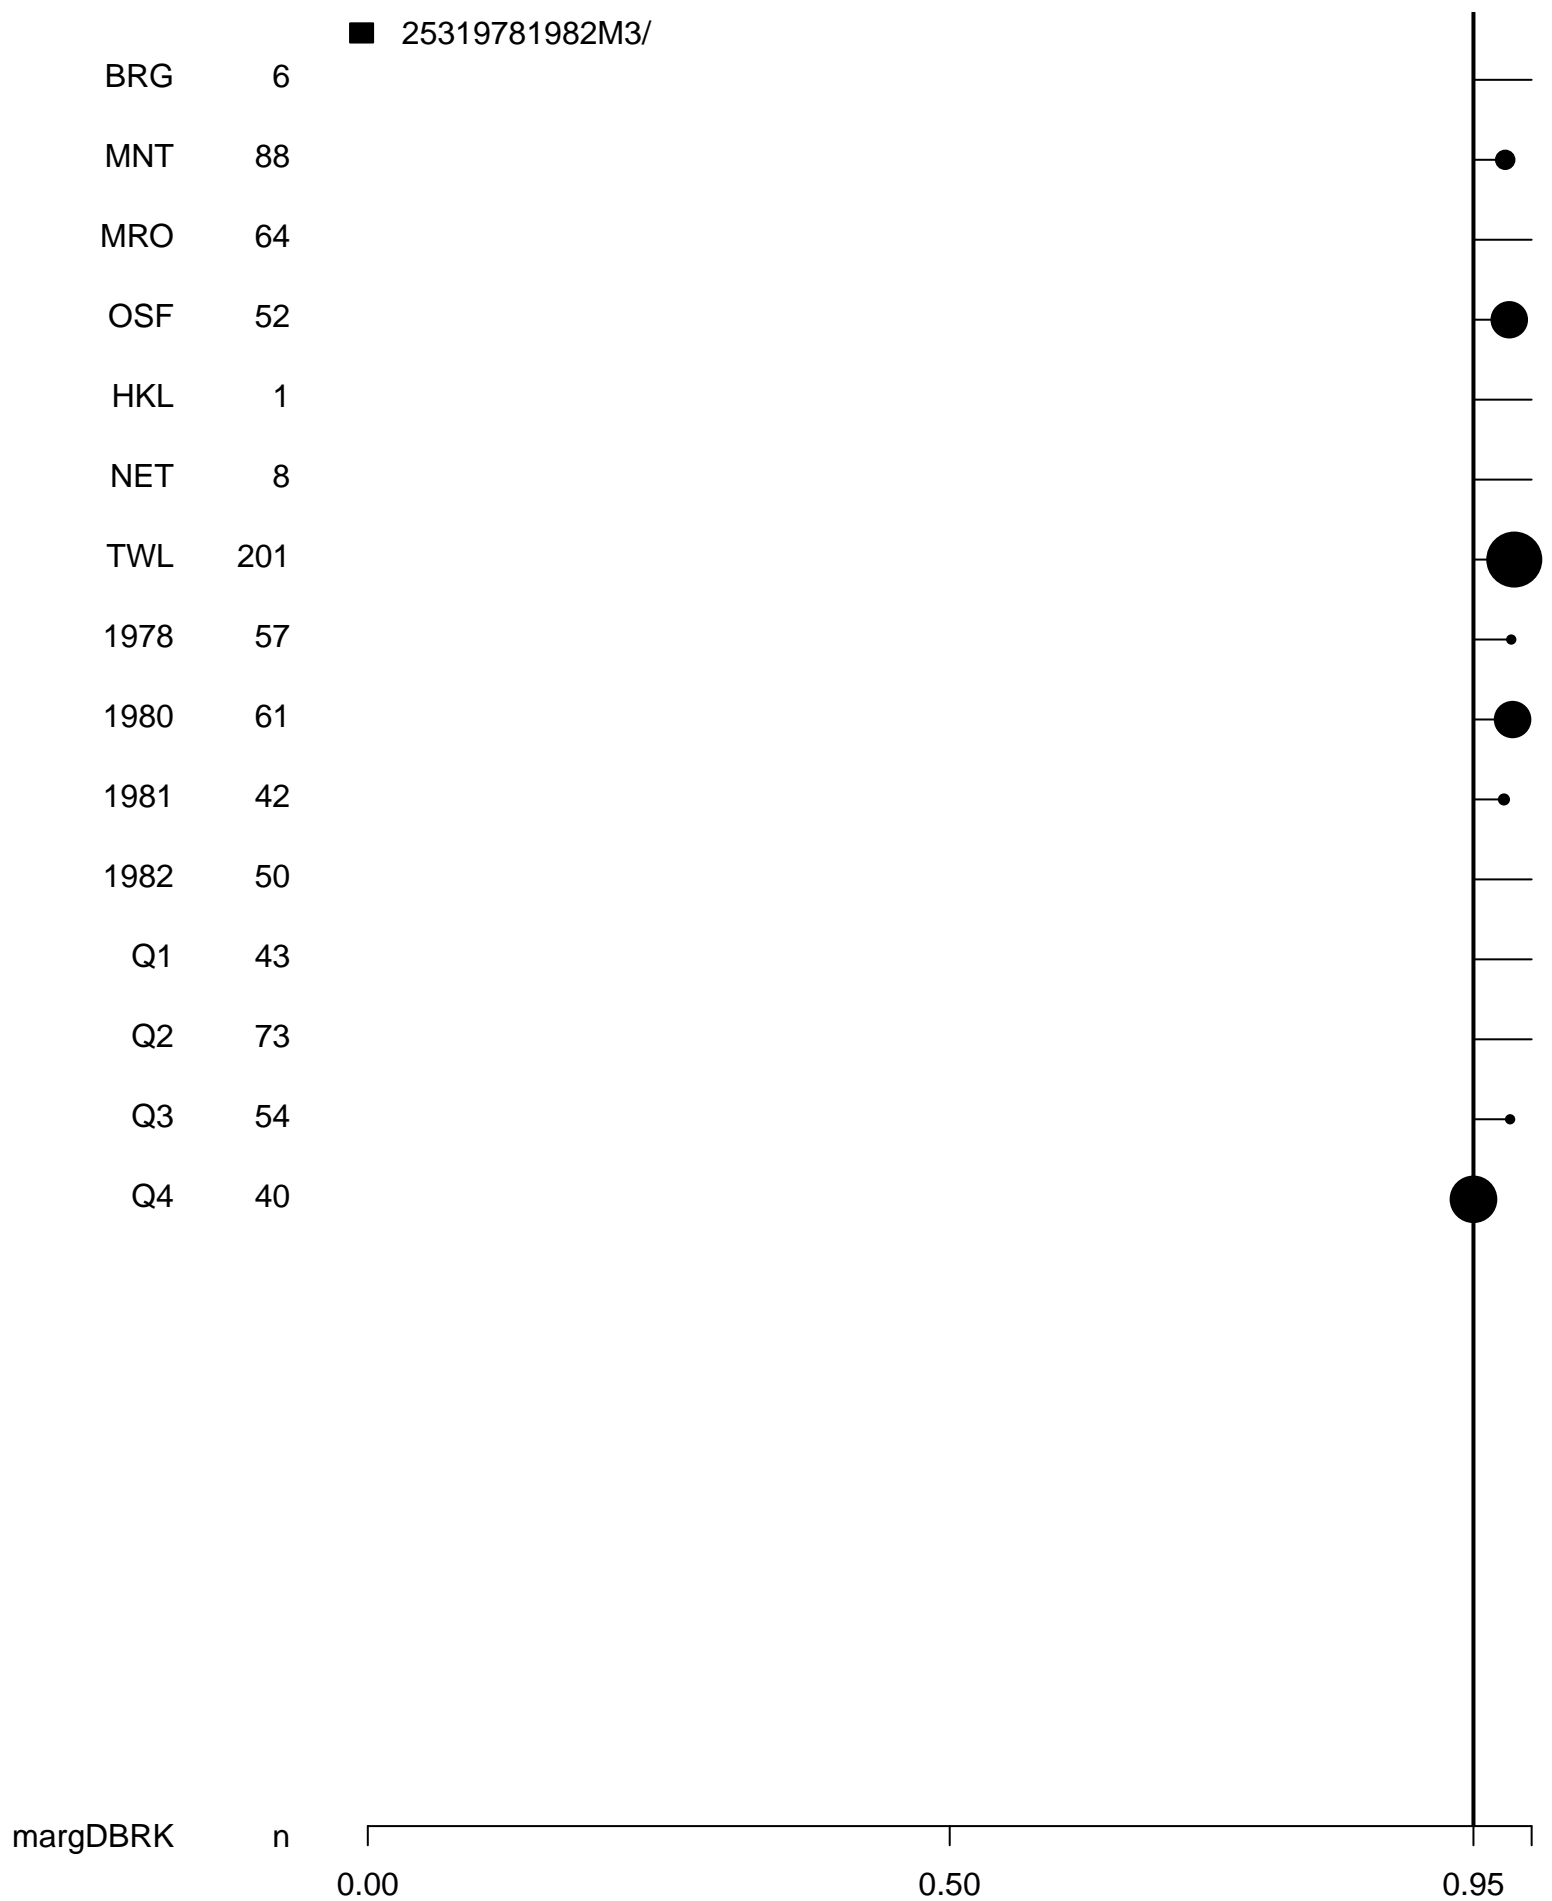 25319781982M3/
BRG 6
MNT 88
MRO 64
OSF 52
HKL 1
NET 8
TWL 201
1978 57
1980 61
1981 42
1982 50
Q1 43
Q2 73
Q3 54
Q4 40
margDBRK n
0.00 0.50 0.95